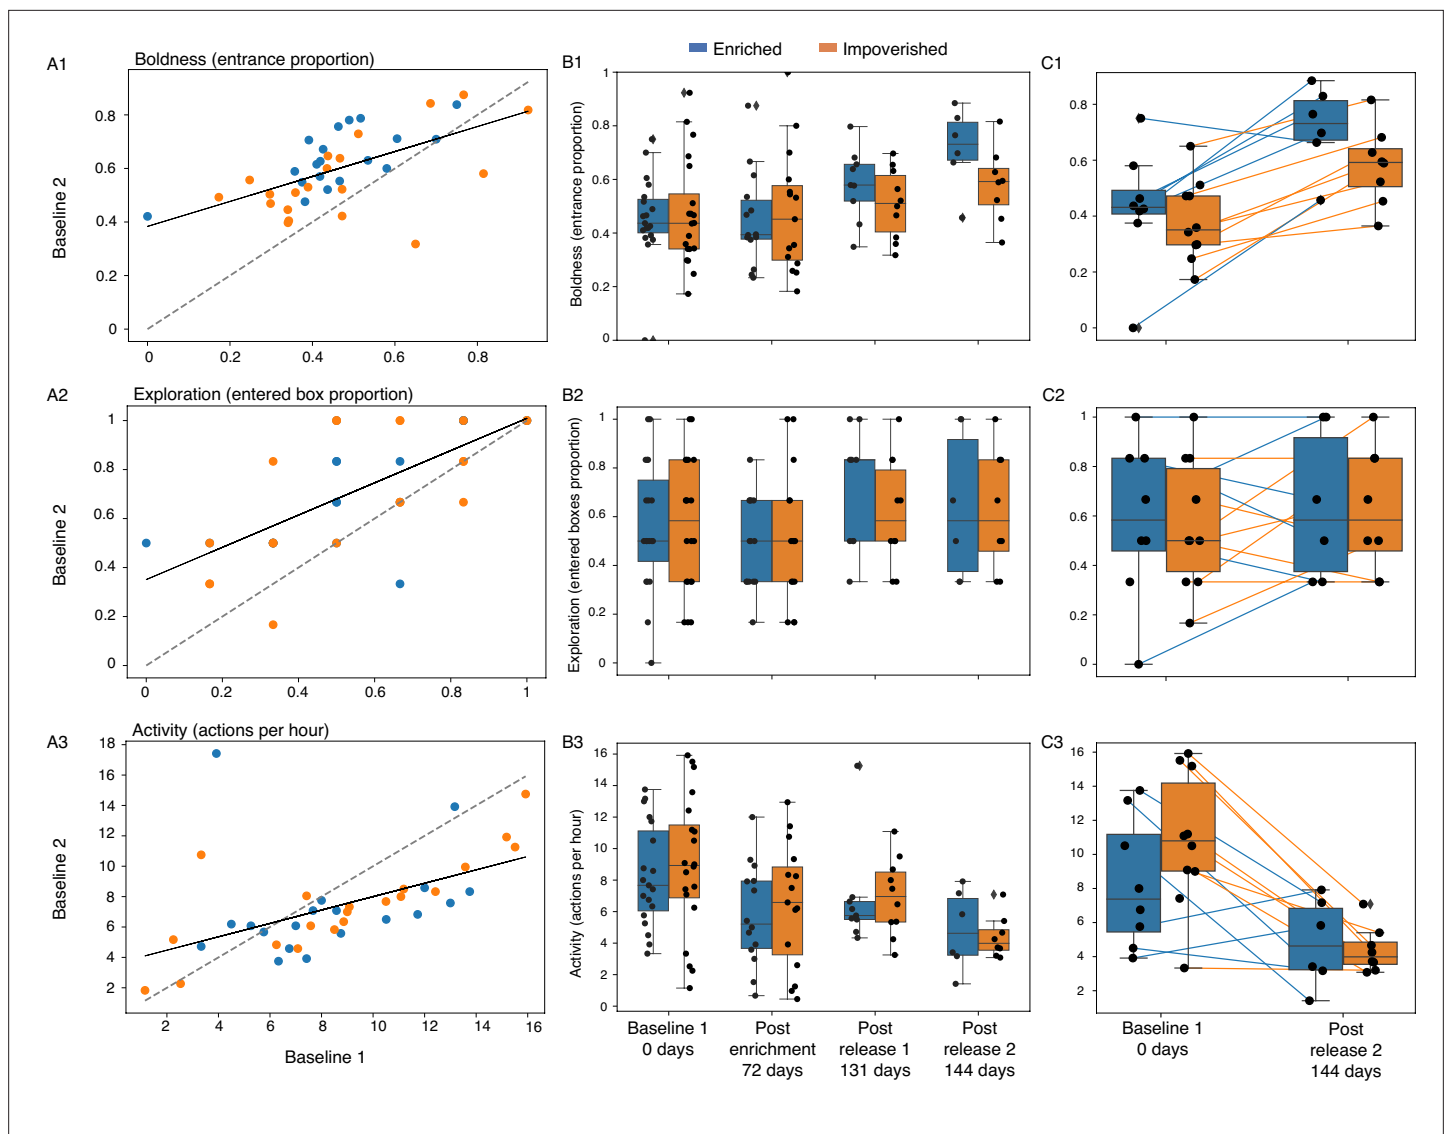 Enriched Impoverished
A1 Boldness (entrance proportion)
0.8
0.6
0.4
0.2
0
Baseline 2
0 0.2 0.4 0.6 0.8
B1
1
0.8
0.6
0.4
0.2
0
Boldness (entrance proportion)
C1
0.8
0.6
0.4
0.2
0
A2 Exploration (entered box proportion)
1
0.8
0.6
0.4
0.2
0
Baseline 2
0 0.2 0.4 0.6 0.8 1
B2
1
0.8
0.6
0.4
0.2
0
Exploration (entered boxes proportion)
C2
1
0.8
0.6
0.4
0.2
0
A3 Activity (actions per hour)
18
16
14
12
10
8
6
4
2
Baseline 2
2 4 6 8 10 12 14 16
Baseline 1
B3
16
14
12
10
8
6
4
2
0
Activity (actions per hour)
Baseline 1 Post Post Post
0 days enrichment release 1 release 2
72 days 131 days 144 days
C3
16
14
12
10
8
6
4
2
Baseline 1 Post
0 days release 2
144 days